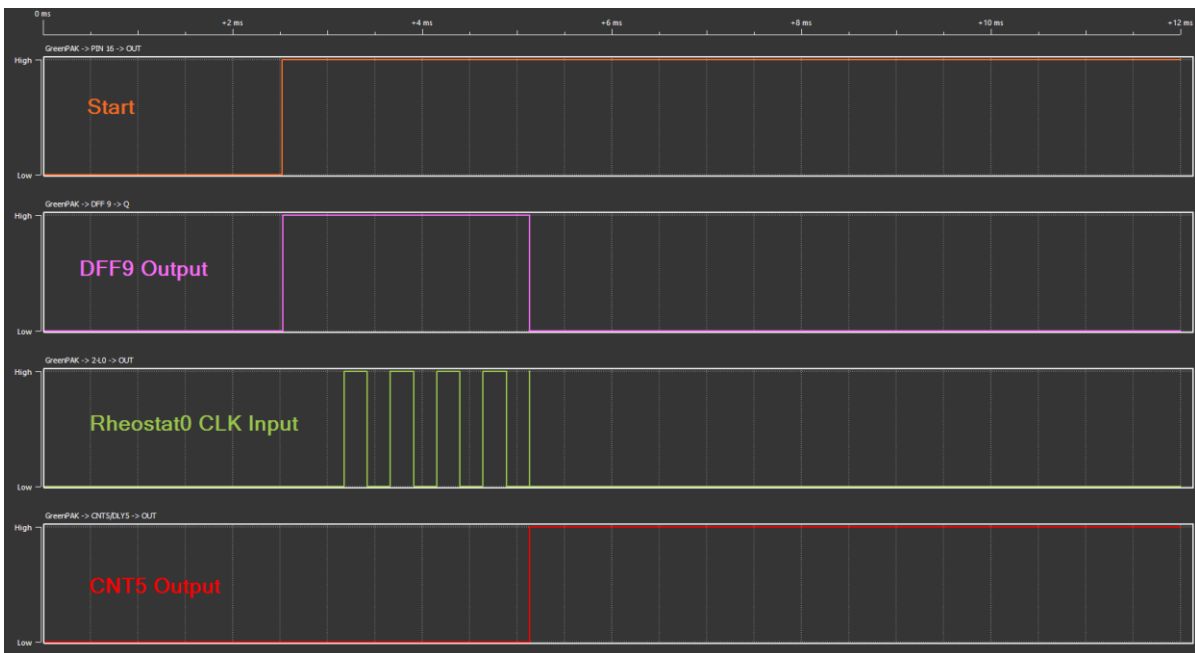 0 ms
+2 ms
+4 ms
+6 ms
+8 ms
+10 ms
+12 ms
GreenPAK -> PIN 16 -> OUT
High
Start
Low
GreenPAK -> DFF 9 -> Q
High
DFF9 Output
Low
GreenPAK -> 2-L0 -> OUT
High
Rheostat0 CLK Input
Low
GreenPAK -> CNT5/DLY5 -> OUT
High
CNT5 Output
Low